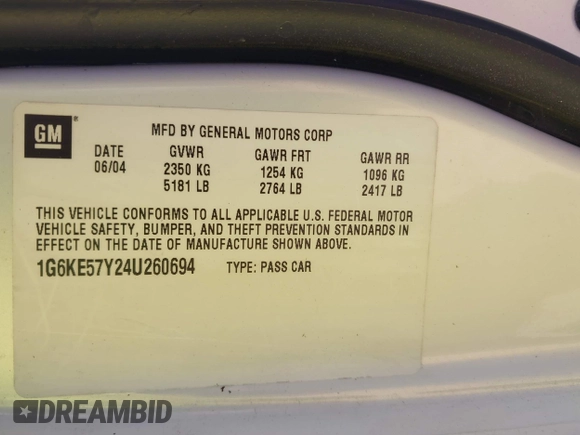 GM
MFD BY GENERAL MOTORS CORP
DATE GVWR GAWR FRT GAWR RR
06/04 2350 KG 1254 KG 1096 KG
5181 LB 2764 LB 2417 LB
THIS VEHICLE CONFORMS TO ALL APPLICABLE U.S. FEDERAL MOTOR
VEHICLE SAFETY, BUMPER, AND THEFT PREVENTION STANDARDS IN
EFFECT ON THE DATE OF MANUFACTURE SHOWN ABOVE.
1G6KE57Y24U260694 TYPE: PASS CAR
DREAMBID